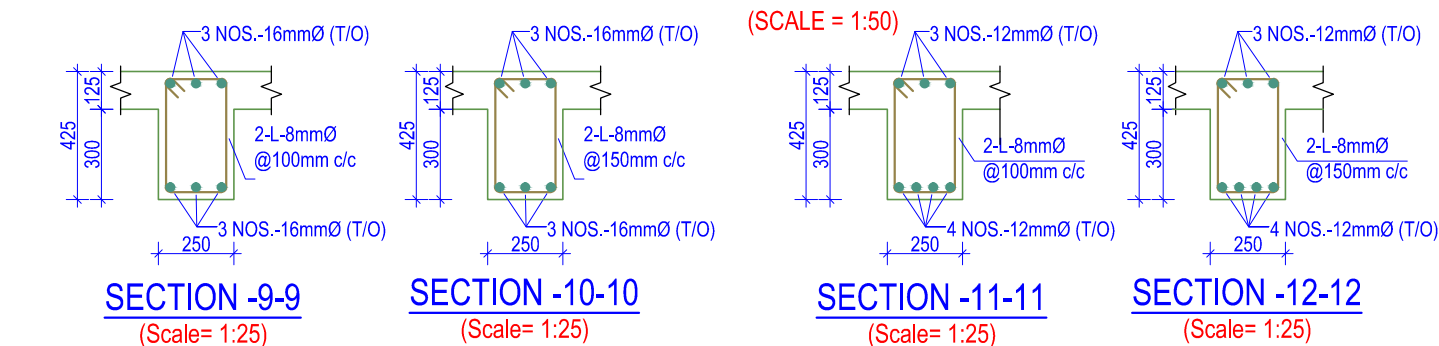 (SCALE = 1:50)
3 NOS.-16mmØ (T/O)
125
425
300
2-L-8mmØ
@100mm c/c
3 NOS.-16mmØ (T/O)
250
SECTION -9-9
(Scale= 1:25)
3 NOS.-16mmØ (T/O)
125
425
300
2-L-8mmØ
@150mm c/c
3 NOS.-16mmØ (T/O)
250
SECTION -10-10
(Scale= 1:25)
3 NOS.-12mmØ (T/O)
125
425
300
2-L-8mmØ
@100mm c/c
4 NOS.-12mmØ (T/O)
250
SECTION -11-11
(Scale= 1:25)
3 NOS.-12mmØ (T/O)
125
425
300
2-L-8mmØ
@150mm c/c
4 NOS.-12mmØ (T/O)
250
SECTION -12-12
(Scale= 1:25)